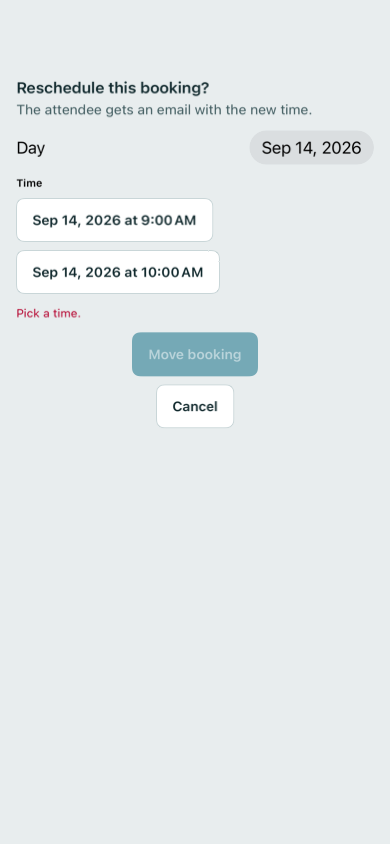 Reschedule this booking?
The attendee gets an email with the new time.
Day
Sep 14, 2026
Time
Sep 14, 2026 at 9:00 AM
Sep 14, 2026 at 10:00 AM
Pick a time.
Move booking
Cancel